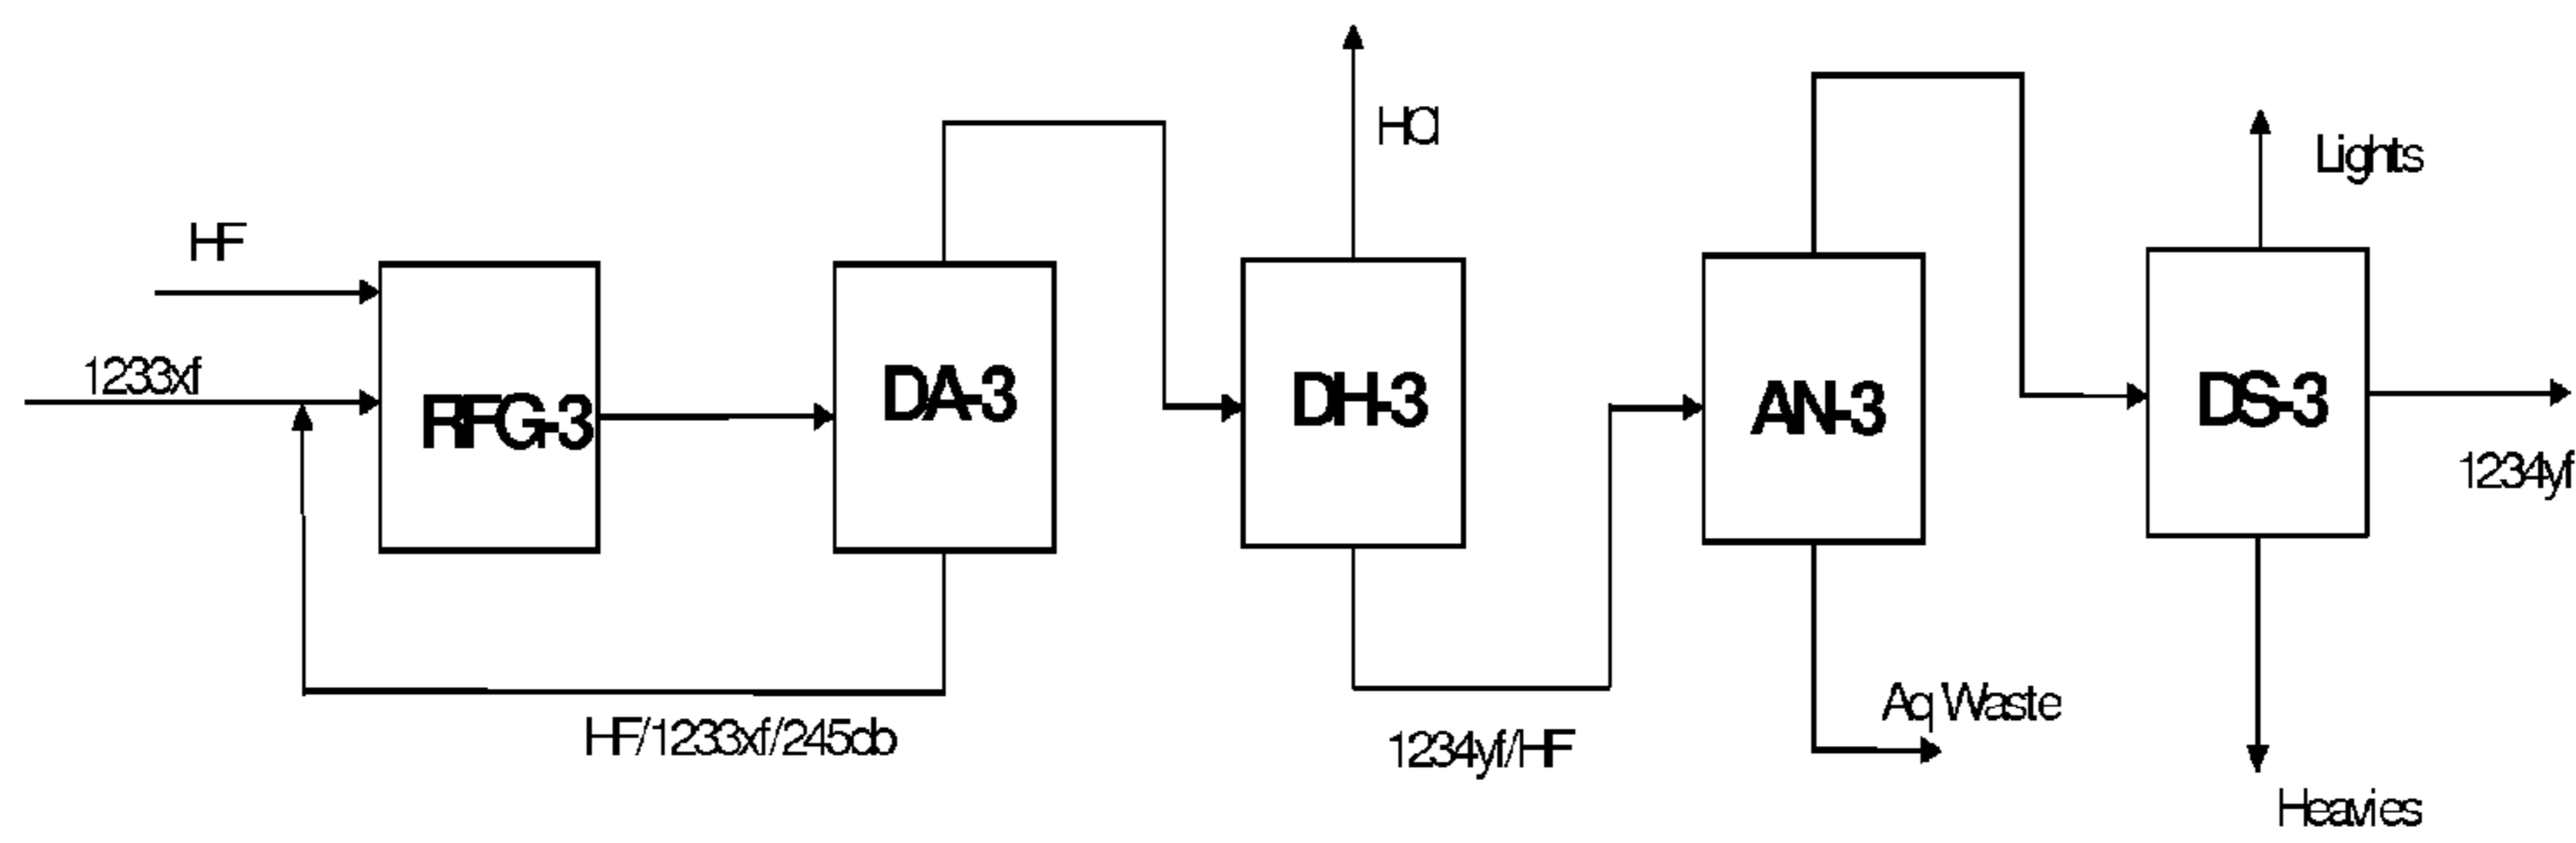 HCl
Lights
HF
1233xf
RFG-3
DA-3
DH-3
AN-3
DS-3
1234yf
HF/1233xf/245cb
1234yf/HF
Aq Waste
Heavies